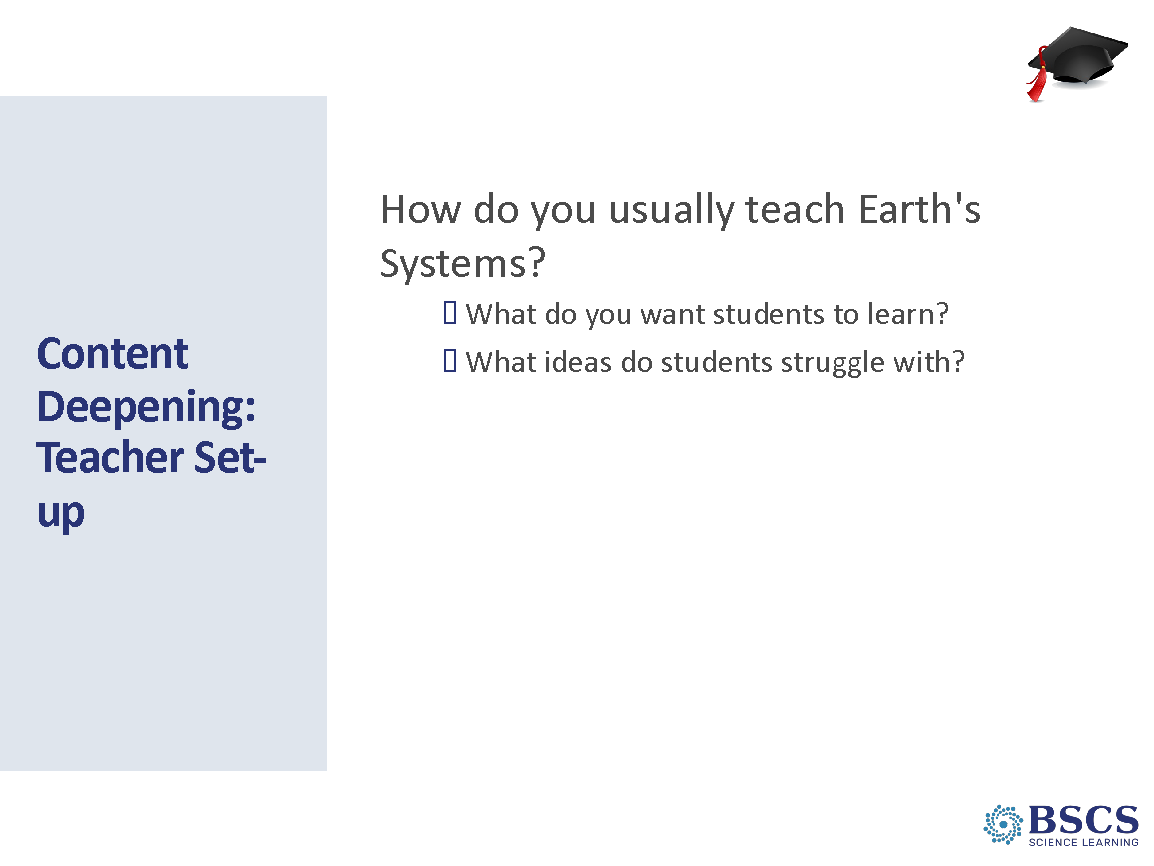 Content
Deepening:
Teacher Set-
up
How do you usually teach Earth's
Systems?
What do you want students to learn?
What ideas do students struggle with?
BSCS
SCIENCE LEARNING